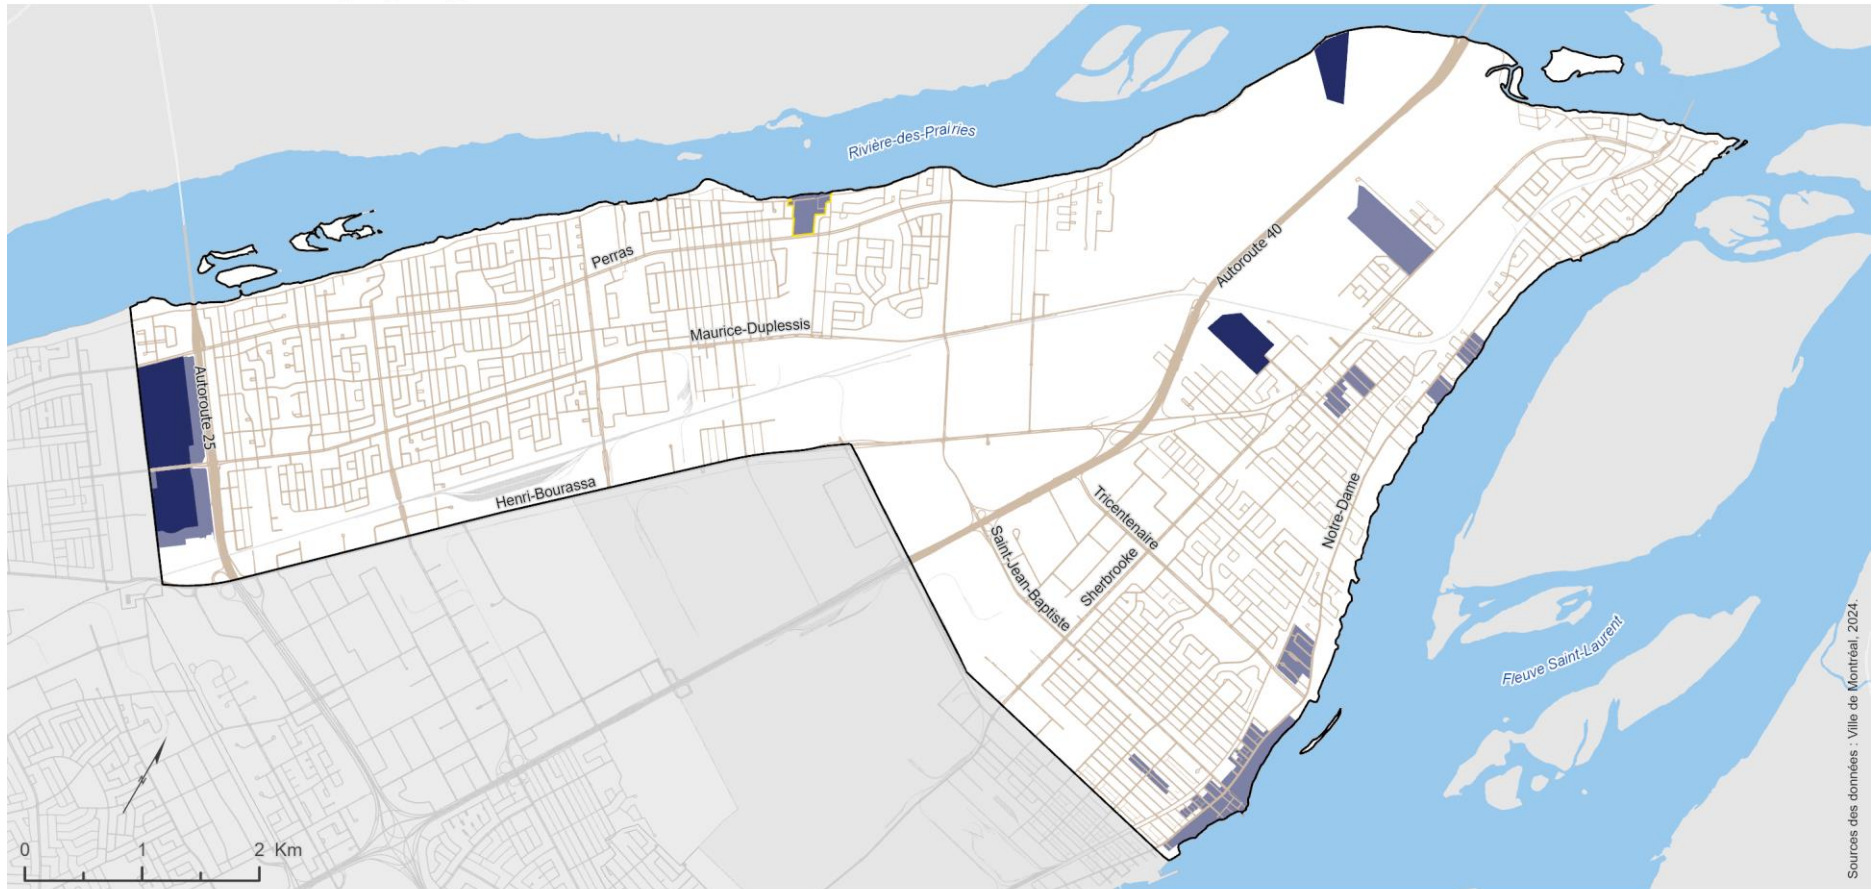 Rivière-des-Prairies
Perras
Autoroute 40
Maurice-Duplessis
Autoroute 25
Henri-Bourassa
Tricentenaire
Notre-Dame
Saint-Jean-Baptiste
Sherbrooke
Fleuve Saint-Laurent
N
0 1 2 Km
Sources des données : Ville de Montréal, 2024.